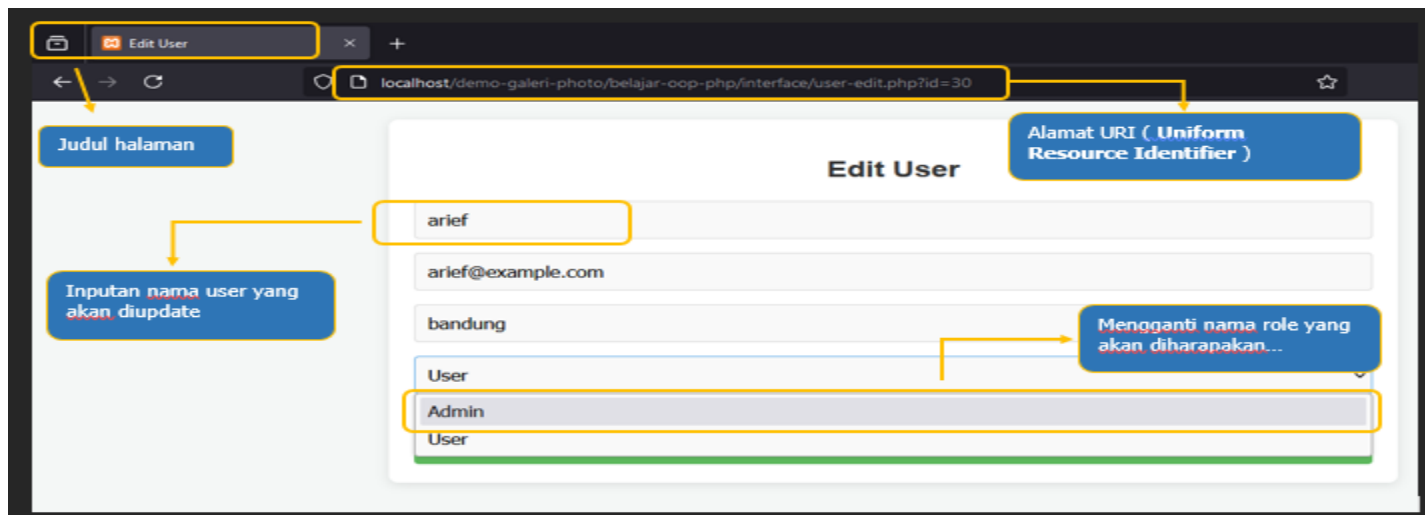 Edit User
localhost/demo-galeri-photo/belajar-oop-php/interface/user-edit.php?id=30
Judul halaman
Alamat URI ( Uniform
Resource Identifier )
Edit User
arief
arief@example.com
Inputan nama user yang
akan diupdate
bandung
Mengganti nama role yang
akan diharapakan...
User
Admin
User